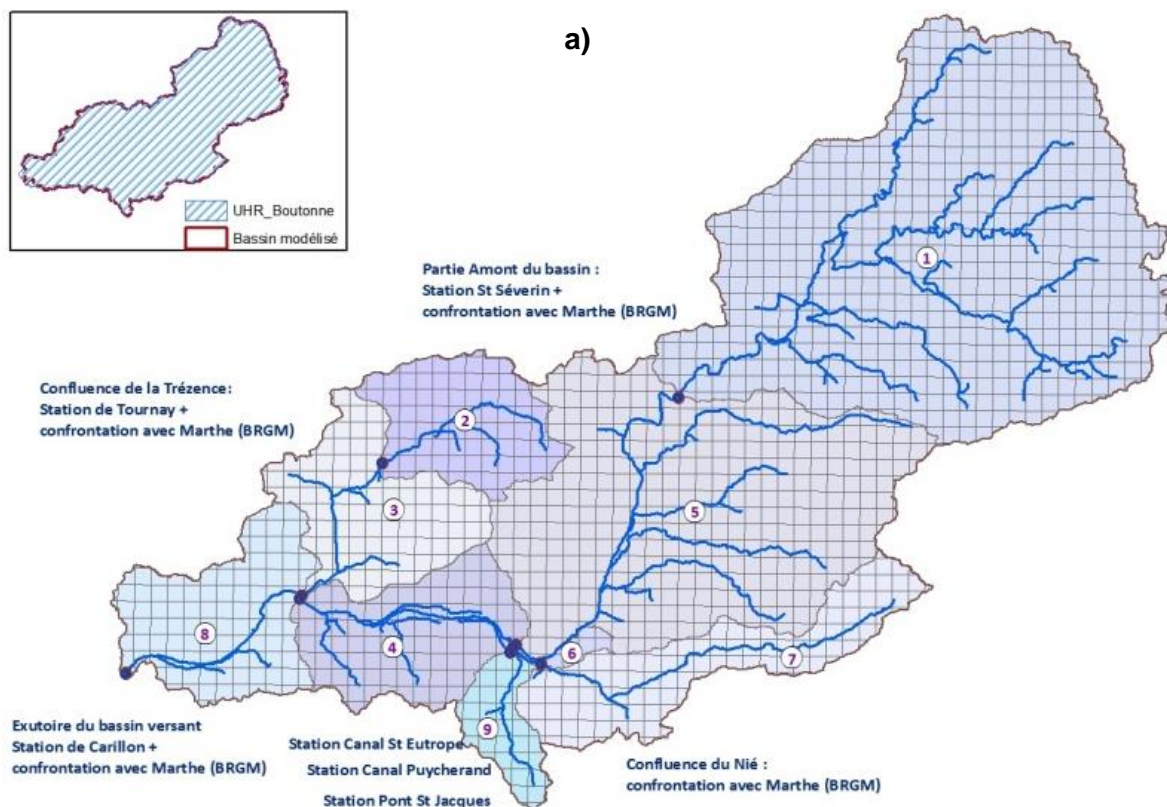 a)
UHR_Boutonne
Bassin modélisé
Partie Amont du bassin :
Station St Séverin +
confrontation avec Marthe (BRGM)
1
Confluence de la Trézence:
Station de Tournay +
confrontation avec Marthe (BRGM)
2
3
5
8
4
6
7
9
Exutoire du bassin versant
Station de Carillon +
confrontation avec Marthe (BRGM)
Station Canal St Eutrope
Station Canal Puycherand
Station Pont St Jacques
Confluence du Nié :
confrontation avec Marthe (BRGM)